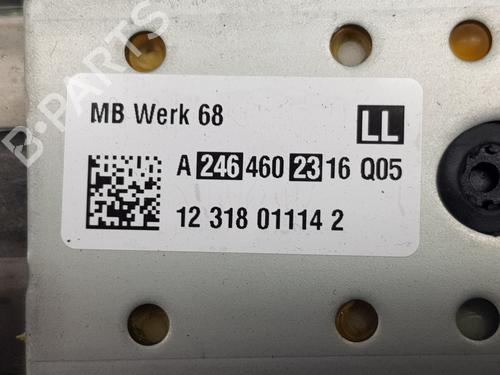 B-PARTS
MB Werk 68
LL
A 246 460 23 16 Q05
12 318 01114 2